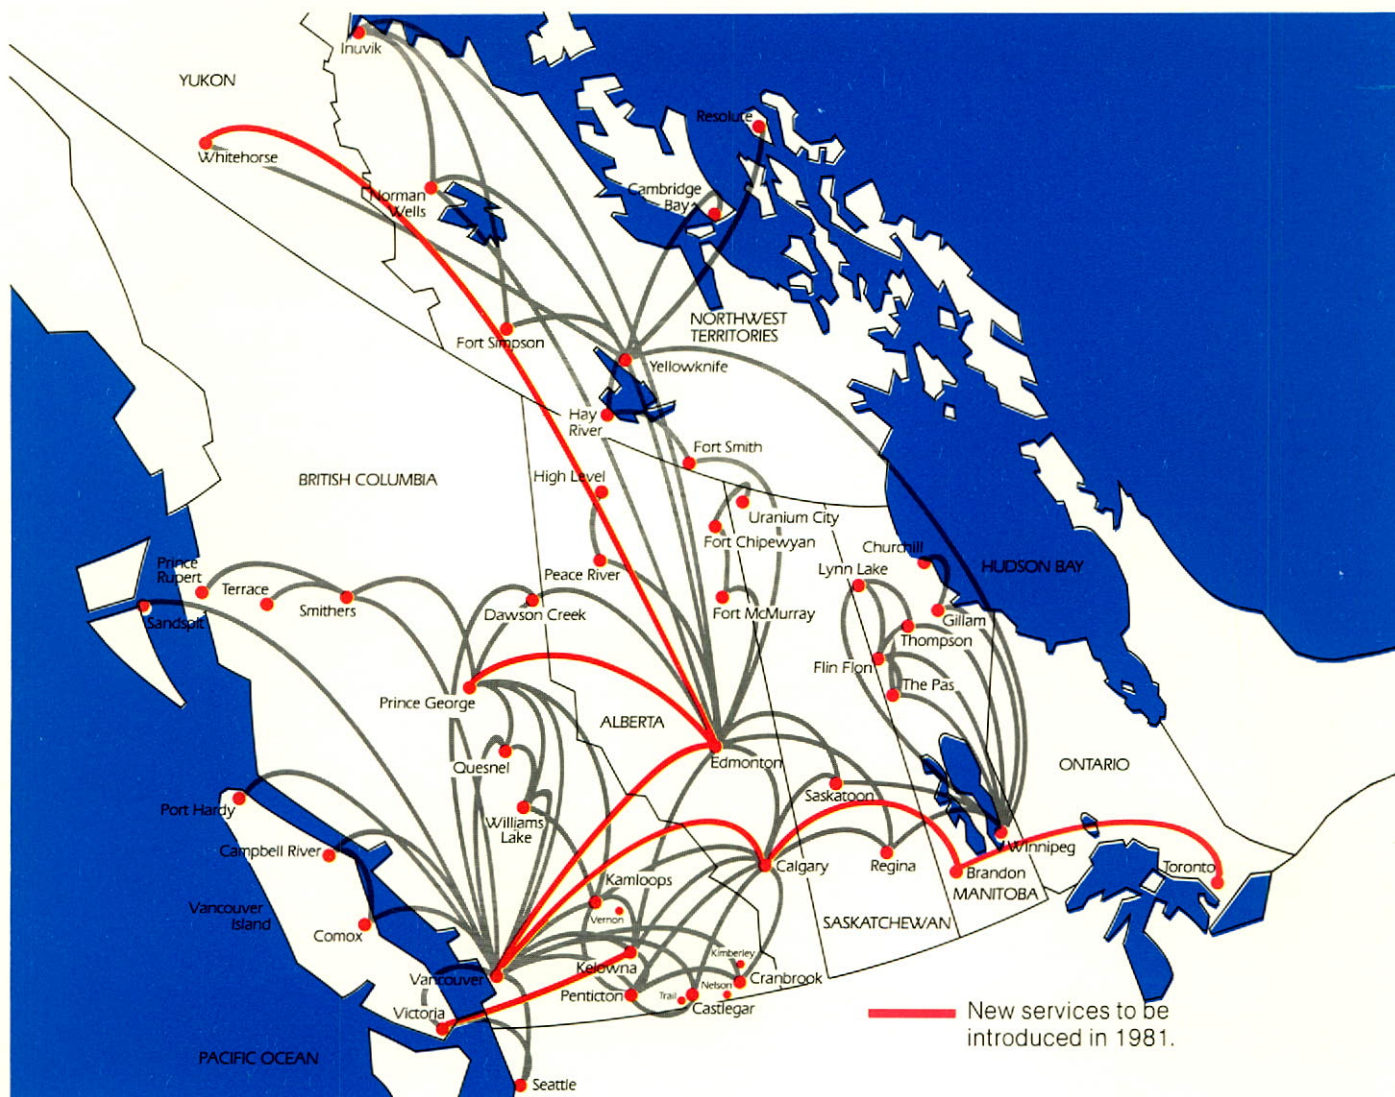 Inuvik
YUKON
Resolute
Whitehorse
Cambridge
Bay
Norman
Wells
NORTHWEST
TERRITORIES
Fort Simpson
Yellowknife
Hay
River
Fort Smith
High Level
BRITISH COLUMBIA
Uranium City
Fort Chipewyan
Churchill
HUDSON BAY
Prince
Rupert
Terrace
Smithers
Sandspit
Peace River
Dawson Creek
Fort McMurray
Lynn Lake
Gillam
Thompson
Flin Flon
The Pas
Prince George
ALBERTA
Quesnel
Edmonton
ONTARIO
Saskatoon
Port Hardy
Williams
Lake
Campbell River
Winnipeg
Calgary
Regina
Brandon
Toronto
MANITOBA
Kamloops
Vancouver
Island
Vernon
SASKATCHEWAN
Comox
Kimberley
Vancouver
Kelowna
Cranbrook
Nelson
Penticton
Trail
Castlegar
Victoria
New services to be
introduced in 1981.
PACIFIC OCEAN
Seattle